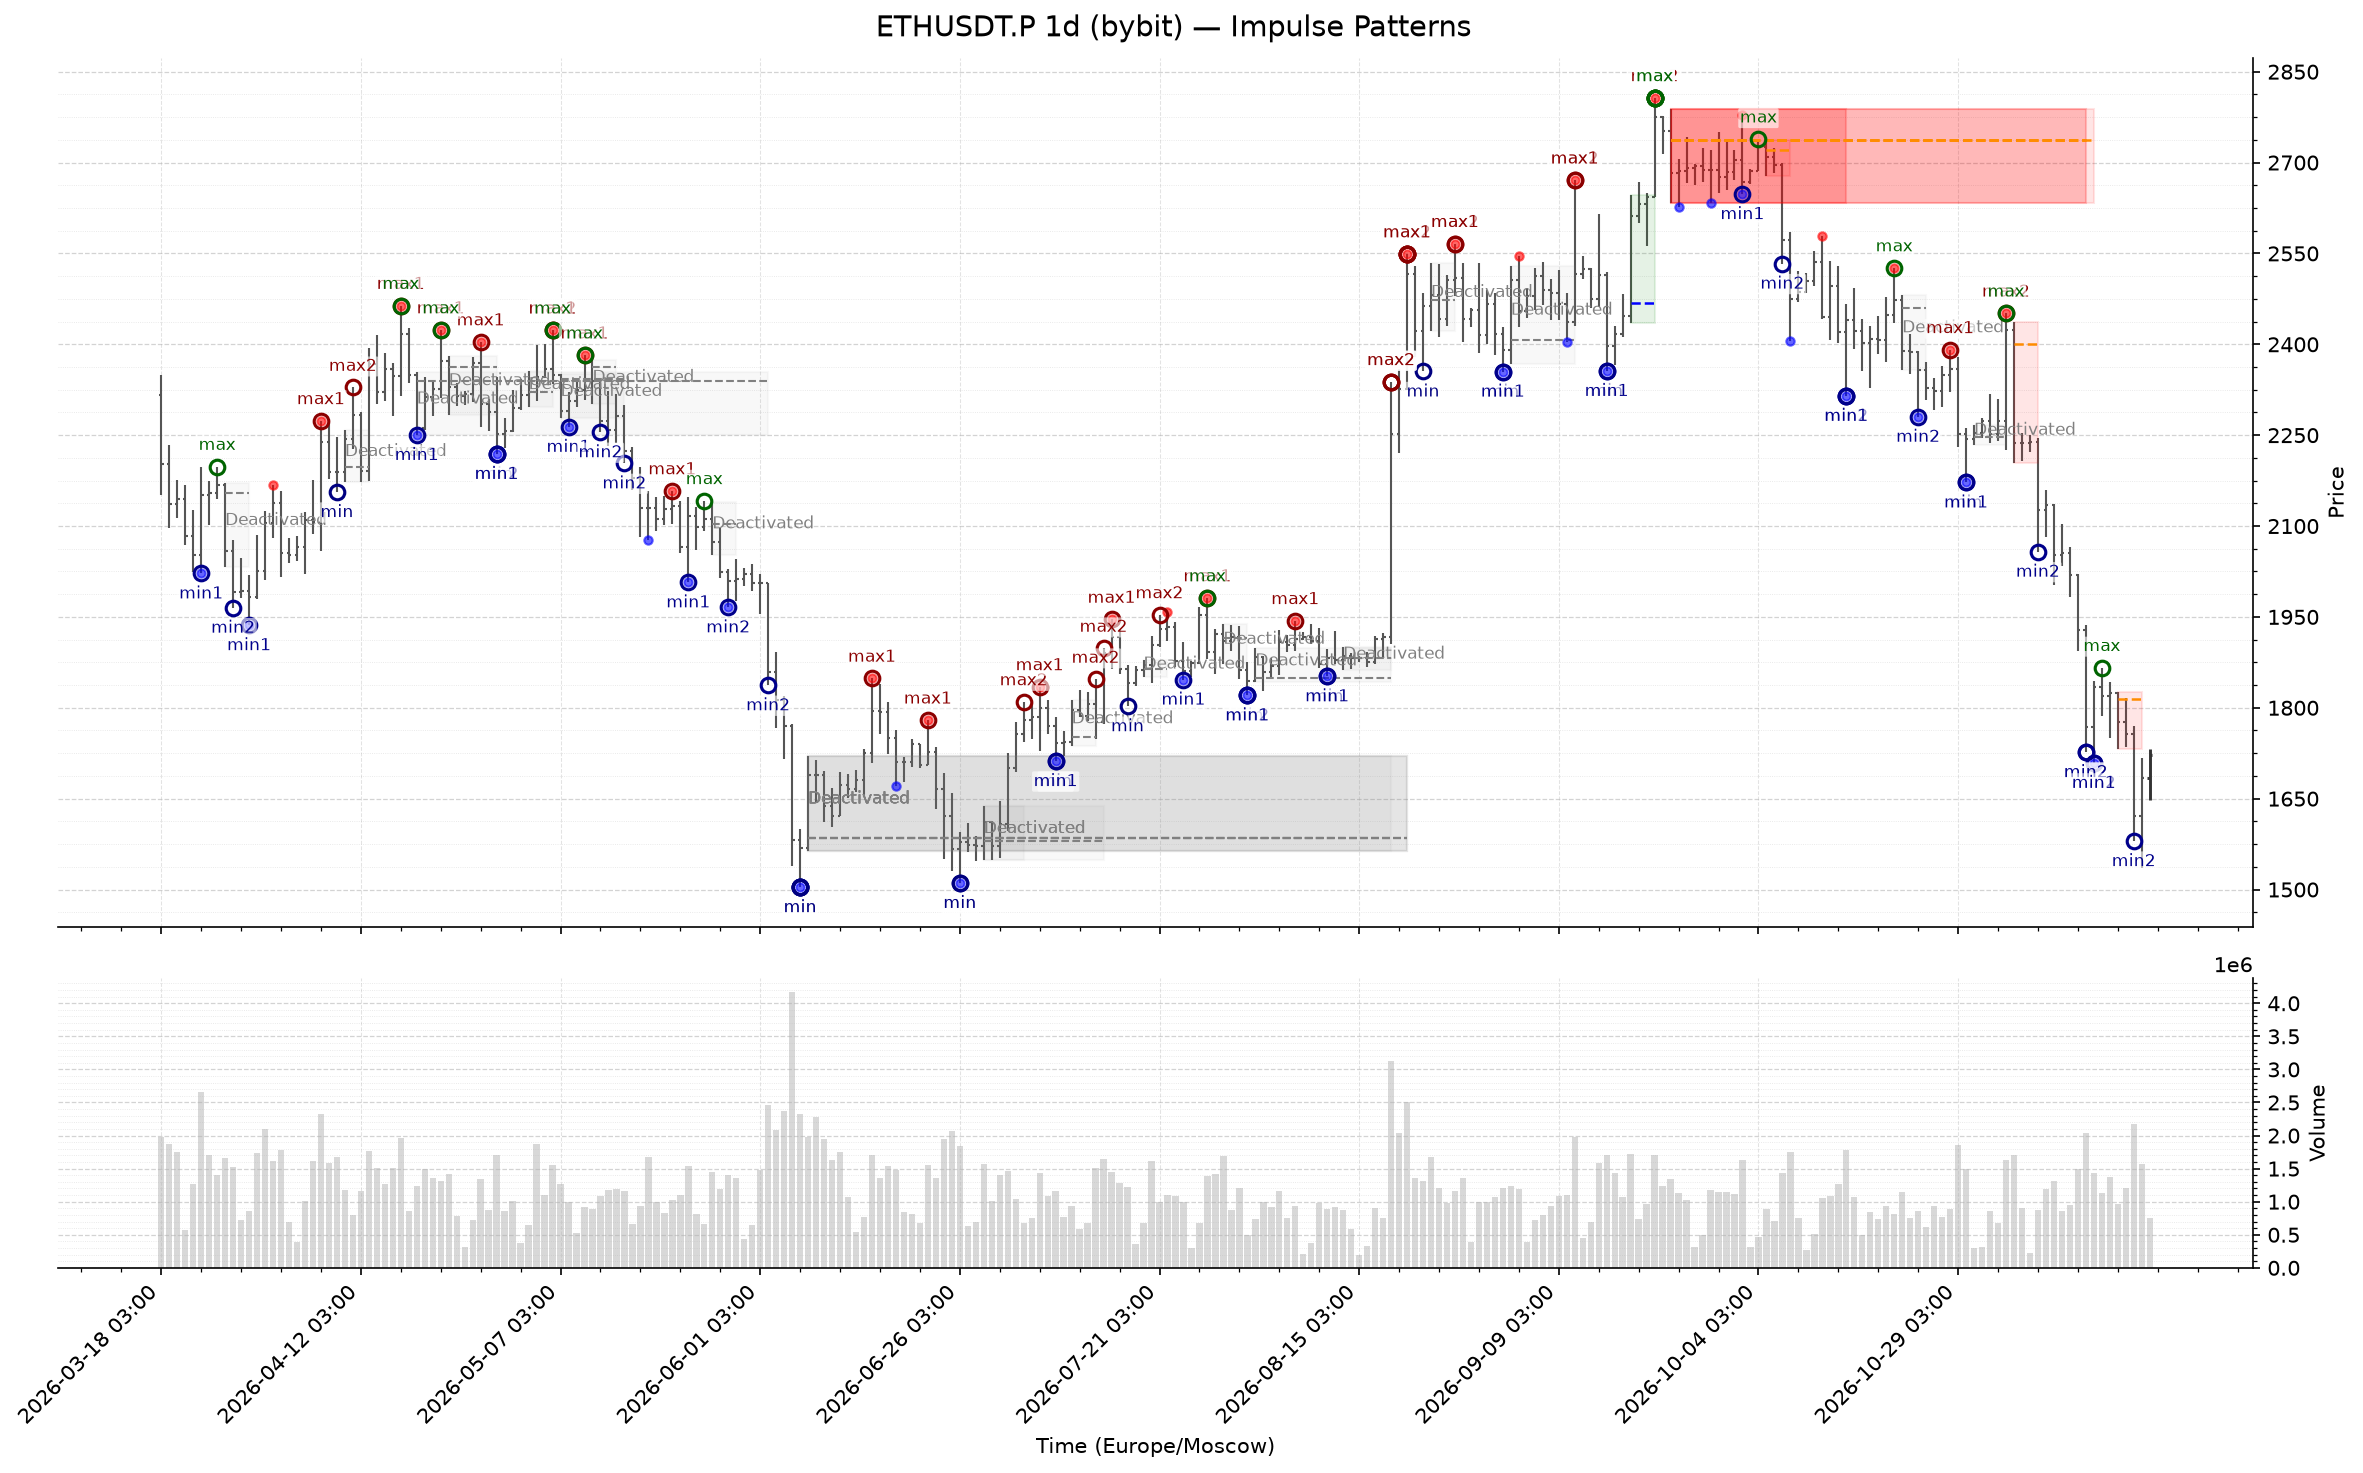 ETHUSDT.P 1d (bybit) — Impulse Patterns
2850
max
max1
max
2700
min1
max1
max1
max
2550
min2
max
max
max1
Deactivated
Deactivated
max
max
max1
max
max
max1
Deactivated
2400
max2
max2
min
min1
min1
Deactivated
Deactivated
Deactivated
Deactivated
Deactivated
max1
min1
min2
Deactivated
2250
max
Deactivated
min1
min1
min1
min2
min2
max1
max
min1
Deactivated
min
Deactivated
2100
min1
min1
min2
min2
min2
min1
max
max1
max2
max1
1950
max2
Deactivated
max
max1
max1
max2
max2
Deactivated
Deactivated
Deactivated
min2
max1
Deactivated
min
min1
min1
min1
1800
min1
min2
min1
Deactivated
1650
Deactivated
min2
min
min
1500
Price
1e6
4.0
3.5
3.0
2.5
2.0
1.5
1.0
0.5
0.0
Volume
2026-03-18 03:00
2026-04-12 03:00
2026-05-07 03:00
2026-06-01 03:00
2026-06-26 03:00
2026-07-21 03:00
2026-08-15 03:00
2026-09-09 03:00
2026-10-04 03:00
2026-10-29 03:00
Time (Europe/Moscow)